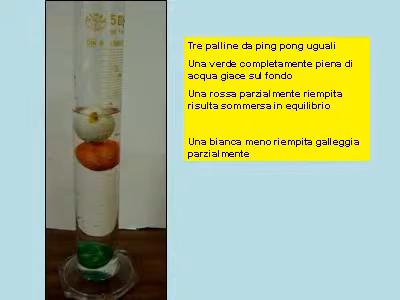 Tre palline da ping pong uguali
Una verde completamente piena di
acqua giace sul fondo
Una rossa parzialmente riempita
risulta sommersa in equilibrio
Una bianca meno riempita galleggia
parzialmente